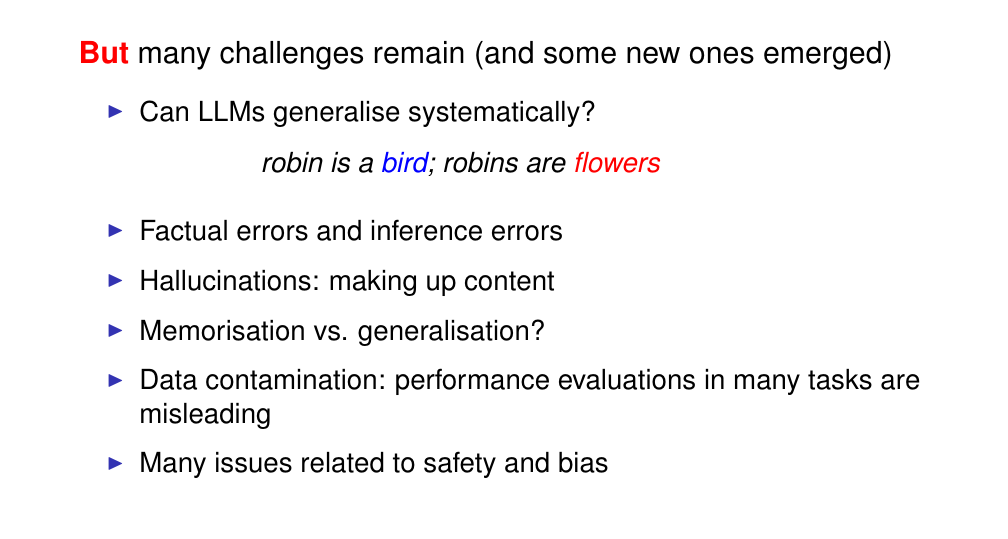 But many challenges remain (and some new ones emerged)
Can LLMs generalise systematically?
robin is a bird; robins are flowers
Factual errors and inference errors
Hallucinations: making up content
Memorisation vs. generalisation?
Data contamination: performance evaluations in many tasks are
misleading
Many issues related to safety and bias